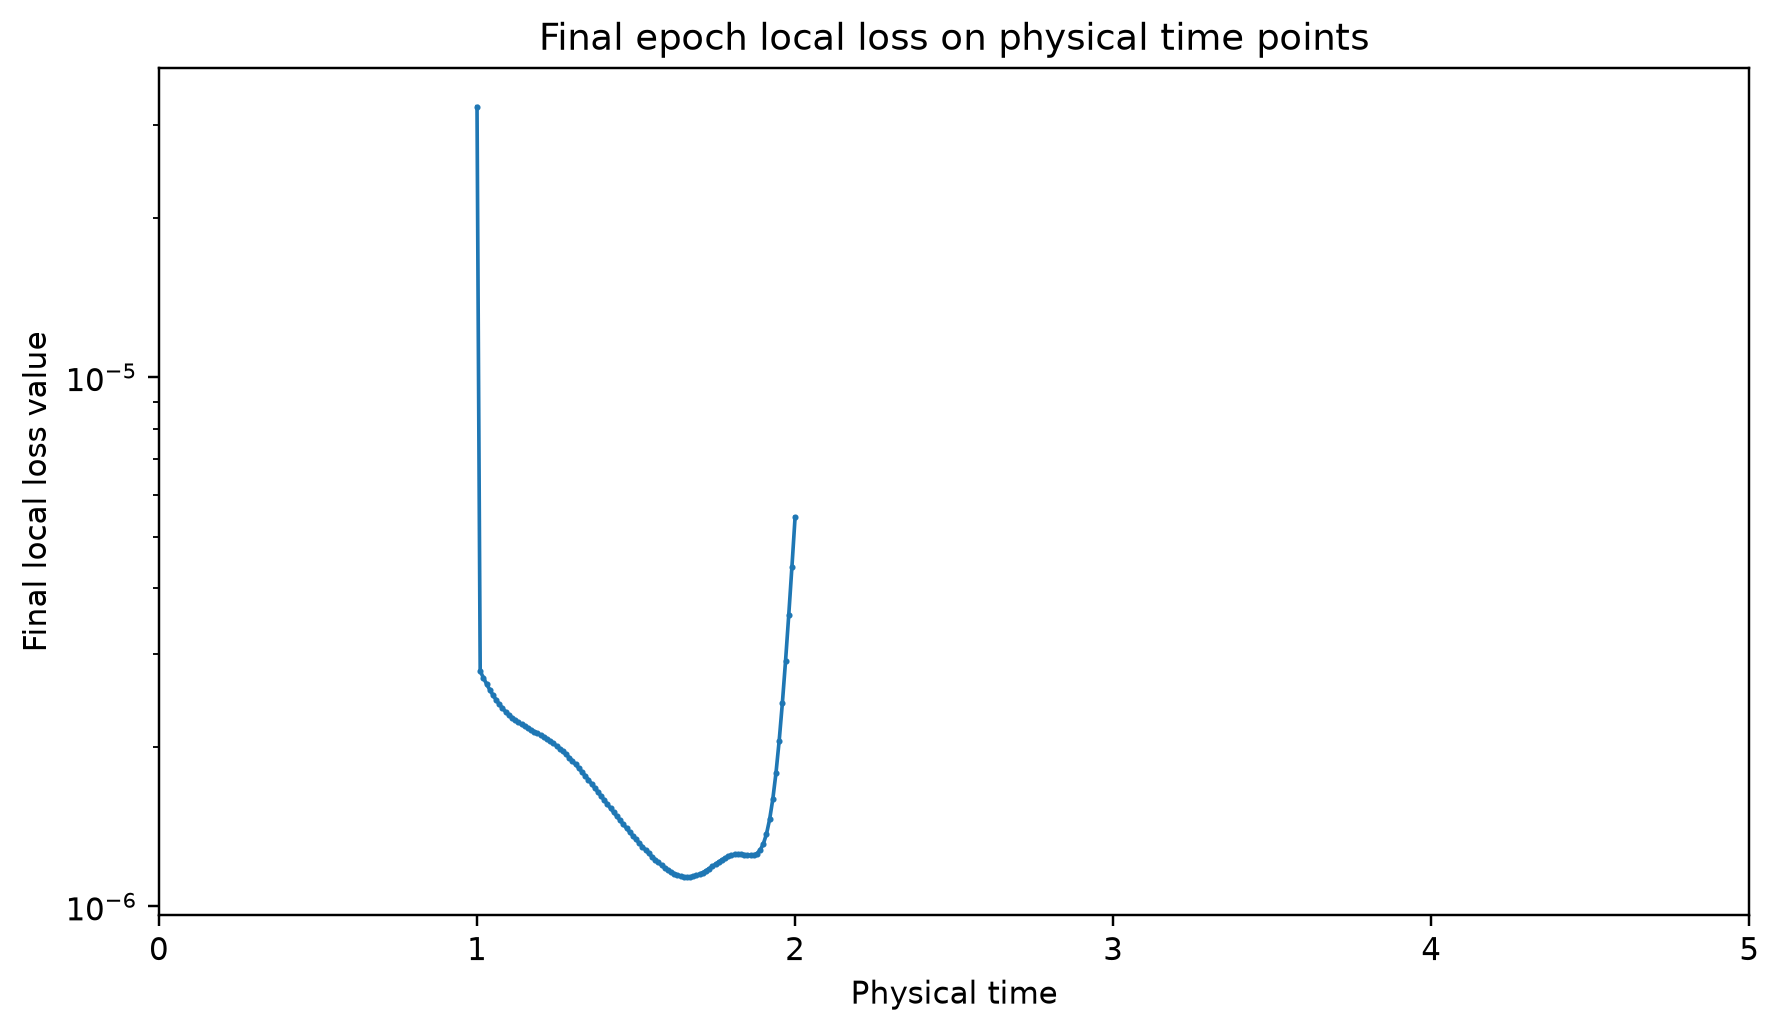 Final epoch local loss on physical time points
Final local loss value
10⁻⁵
10⁻⁶
0 1 2 3 4 5
Physical time